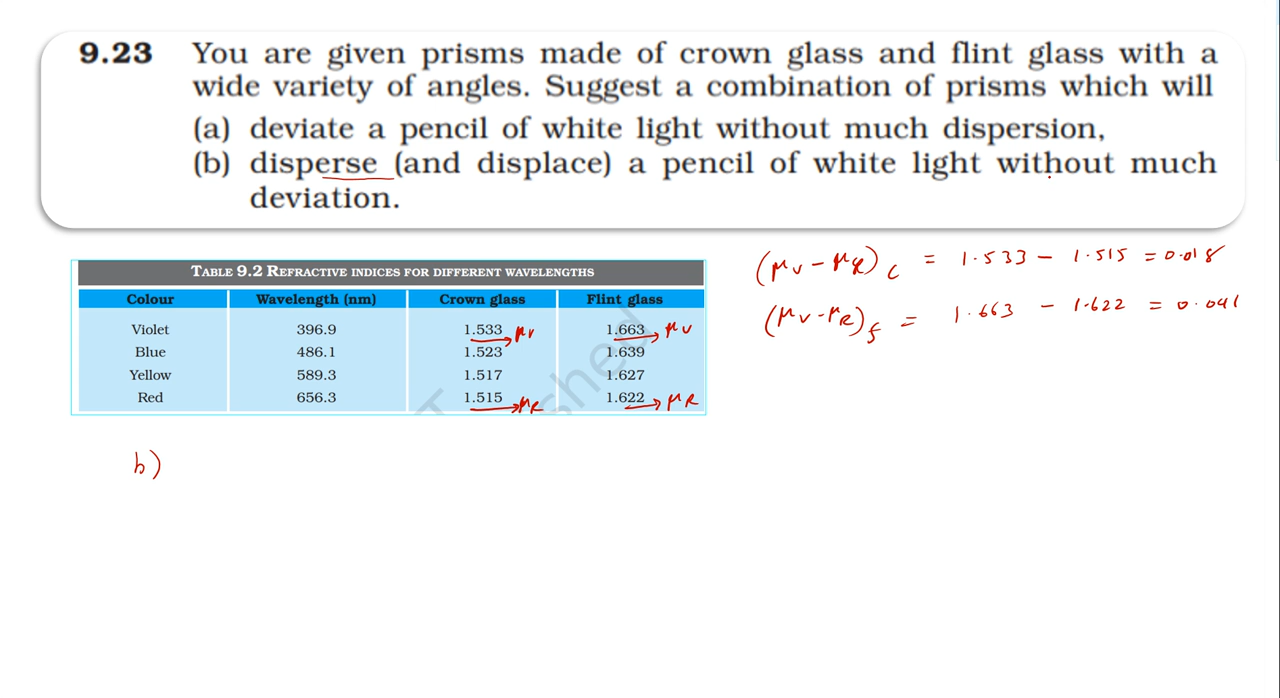 9.23 You are given prisms made of crown glass and flint glass with a
wide variety of angles. Suggest a combination of prisms which will
(a) deviate a pencil of white light without much dispersion,
(b) disperse (and displace) a pencil of white light without much
deviation.
TABLE 9.2 REFRACTIVE INDICES FOR DIFFERENT WAVELENGTHS
Colour Wavelength (nm) Crown glass Flint glass
Violet 396.9 1.533 → μv 1.663 → μv
Blue 486.1 1.523 1.639
Yellow 589.3 1.517 1.627
Red 656.3 1.515 → μR 1.622 → μR
(μv - μR)c = 1.533 - 1.515 = 0.018
(μv - μR)f = 1.663 - 1.622 = 0.041
b)